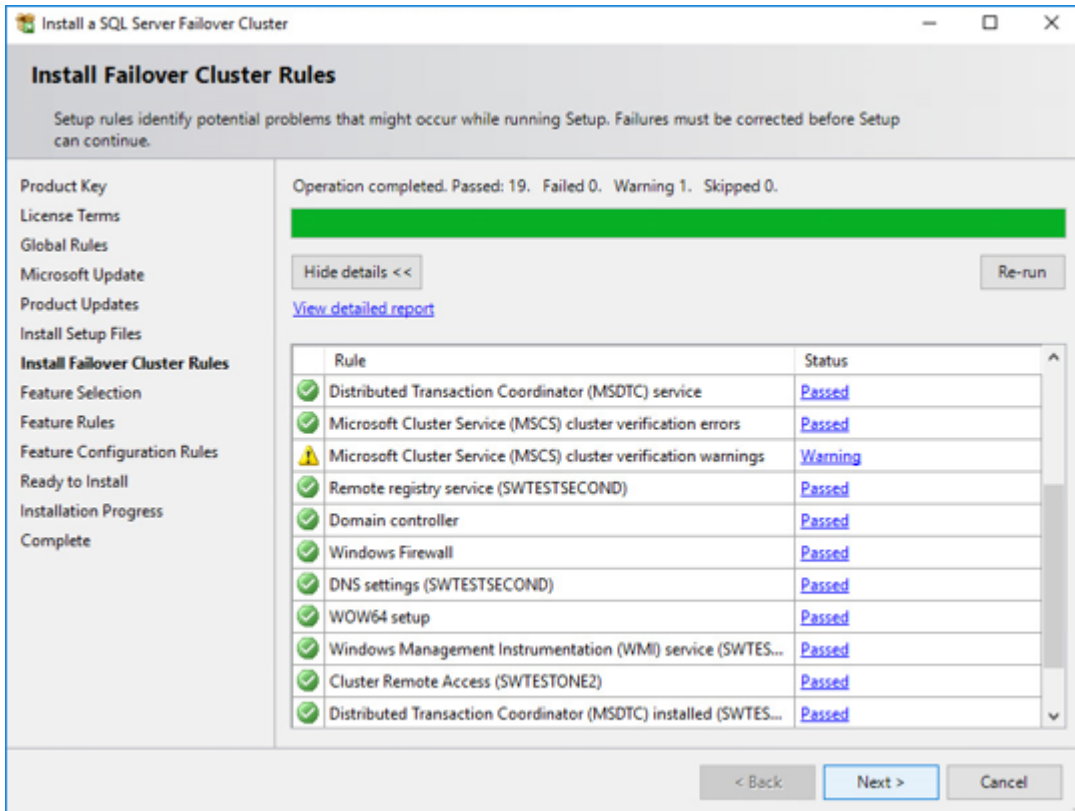 Install a SQL Server Failover Cluster
Install Failover Cluster Rules
Setup rules identify potential problems that might occur while running Setup. Failures must be corrected before Setup
can continue.
Product Key
License Terms
Global Rules
Microsoft Update
Product Updates
Install Setup Files
Install Failover Cluster Rules
Feature Selection
Feature Rules
Feature Configuration Rules
Ready to Install
Installation Progress
Complete
Operation completed. Passed: 19. Failed 0. Warning 1. Skipped 0.
Hide details << Re-run
View detailed report
Rule Status
Distributed Transaction Coordinator (MSDTC) service Passed
Microsoft Cluster Service (MSCS) cluster verification errors Passed
Microsoft Cluster Service (MSCS) cluster verification warnings Warning
Remote registry service (SWTESTSECOND) Passed
Domain controller Passed
Windows Firewall Passed
DNS settings (SWTESTSECOND) Passed
WOW64 setup Passed
Windows Management Instrumentation (WMI) service (SWTES... Passed
Cluster Remote Access (SWTESTONE2) Passed
Distributed Transaction Coordinator (MSDTC) installed (SWTES... Passed
< Back Next > Cancel